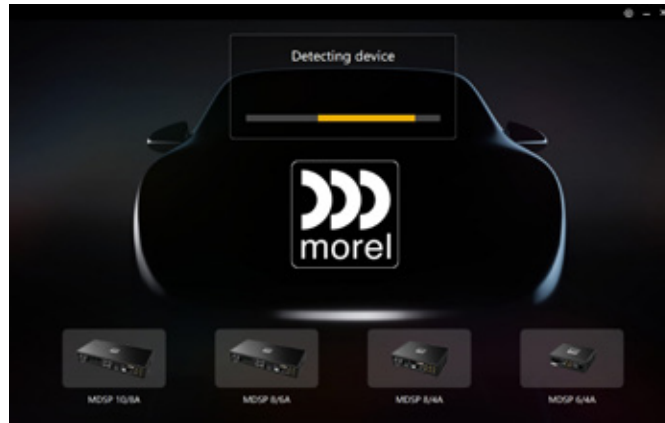 Detecting device
morel
MDSP 10/8A
MDSP 8/6A
MDSP 8/4A
MDSP 6/4A